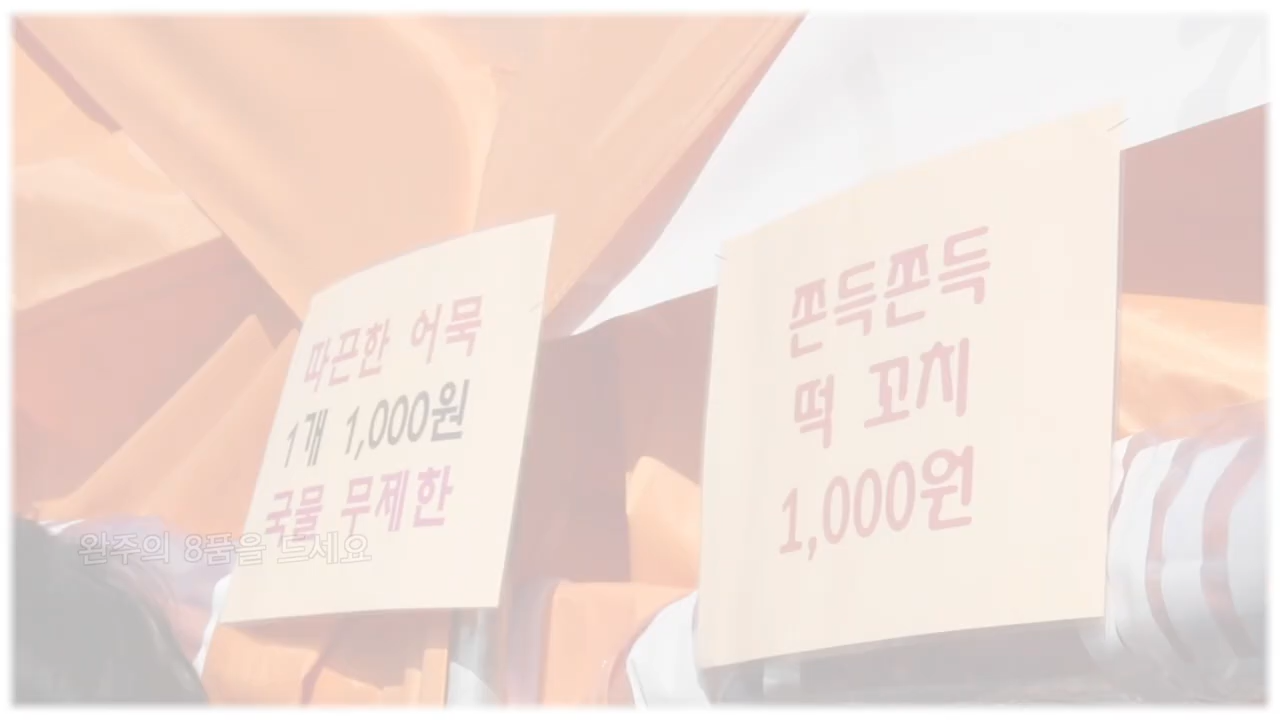 따끈한 어묵
1개 1,000원
국물 무제한
쫀득쫀득
떡 꼬치
1,000원
완주의 8품을 드세요